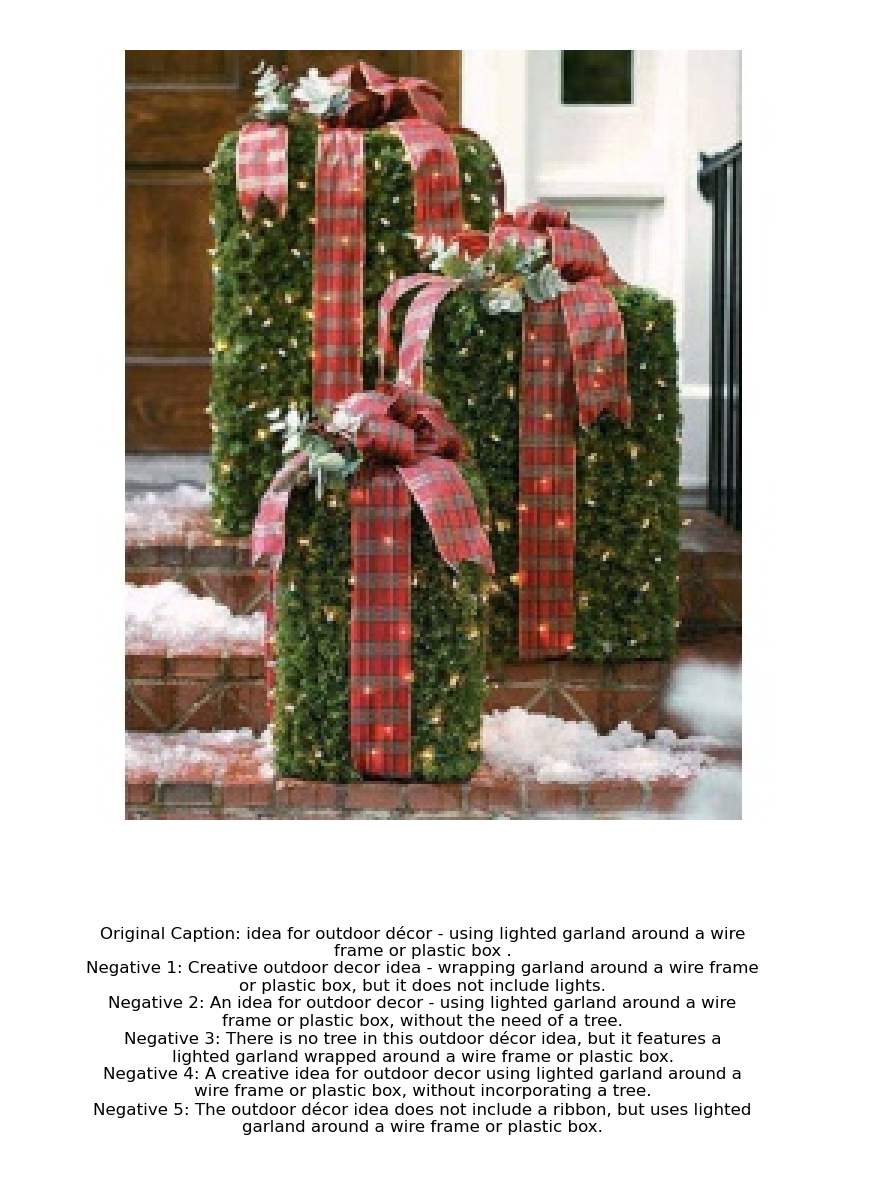 Original Caption: idea for outdoor décor - using lighted garland around a wire
frame or plastic box .
Negative 1: Creative outdoor decor idea - wrapping garland around a wire frame
or plastic box, but it does not include lights.
Negative 2: An idea for outdoor decor - using lighted garland around a wire
frame or plastic box, without the need of a tree.
Negative 3: There is no tree in this outdoor décor idea, but it features a
lighted garland wrapped around a wire frame or plastic box.
Negative 4: A creative idea for outdoor decor using lighted garland around a
wire frame or plastic box, without incorporating a tree.
Negative 5: The outdoor décor idea does not include a ribbon, but uses lighted
garland around a wire frame or plastic box.